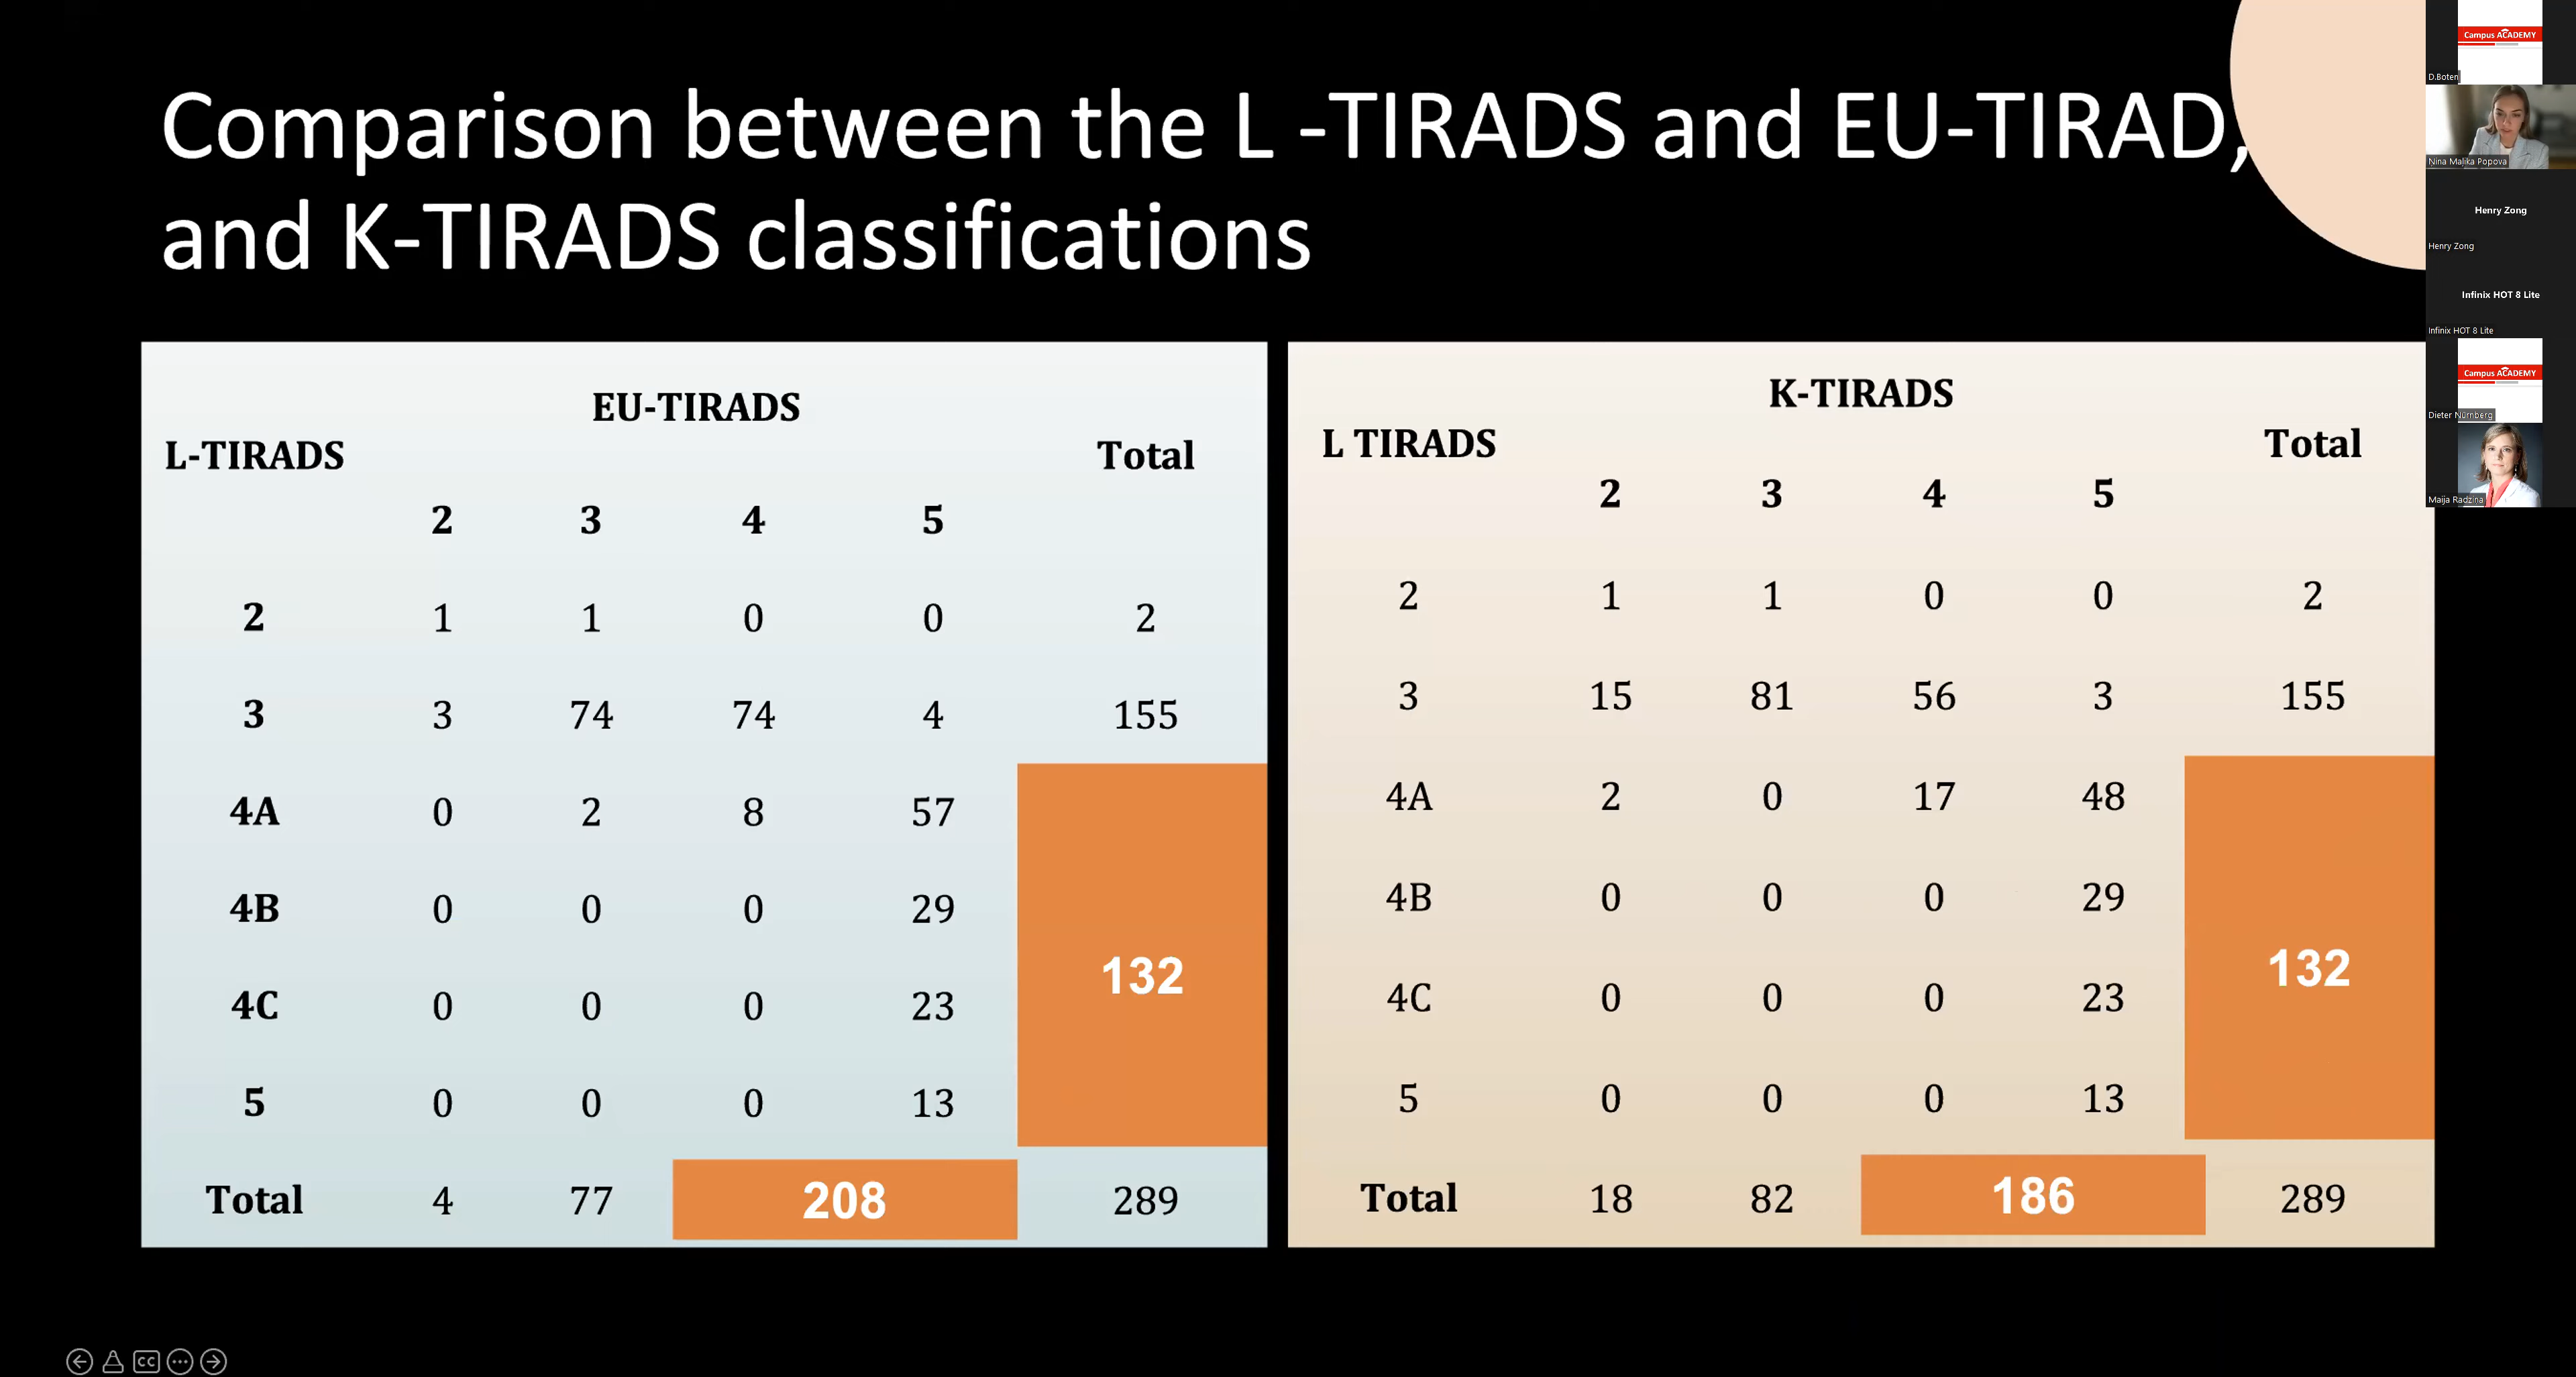 Comparison between the L -TIRADS and EU-TIRAD,
and K-TIRADS classifications
EU-TIRADS
L-TIRADS Total
2 3 4 5
2 1 1 0 0 2
3 3 74 74 4 155
4A 0 2 8 57
4B 0 0 0 29
132
4C 0 0 0 23
5 0 0 0 13
Total 4 77 208 289
K-TIRADS
L TIRADS Total
2 3 4 5
2 1 1 0 0 2
3 15 81 56 3 155
4A 2 0 17 48
4B 0 0 0 29
132
4C 0 0 0 23
5 0 0 0 13
Total 18 82 186 289
Campus ACADEMY
D.Boten
Nina Malika Popova
Henry Zong
Henry Zong
Infinix HOT 8 Lite
Infinix HOT 8 Lite
Campus ACADEMY
Dieter Nürnberg
Maija Radzina
CC